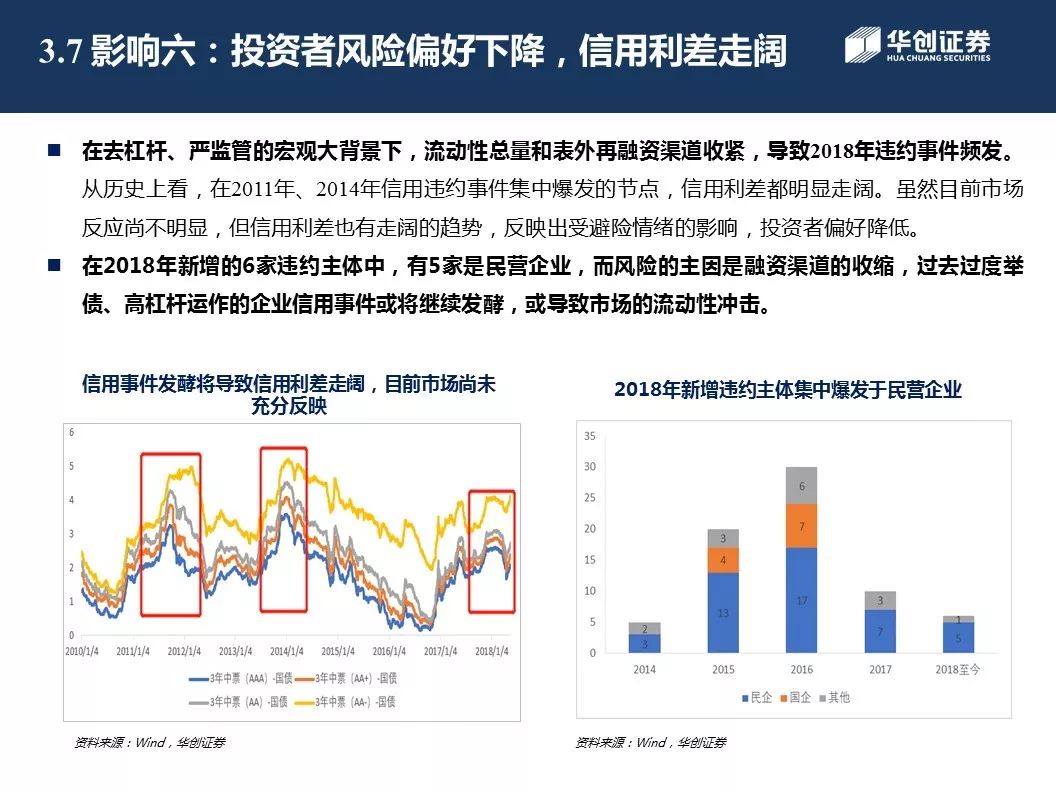 3.7 影响六：投资者风险偏好下降，信用利差走阔
华创证券
HUA CHUANG SECURITIES
在去杠杆、严监管的宏观大背景下，流动性总量和表外再融资渠道收紧，导致2018年违约事件频发。
从历史上看，在2011年、2014年信用违约事件集中爆发的节点，信用利差都明显走阔。虽然目前市场
反应尚不明显，但信用利差也有走阔的趋势，反映出受避险情绪的影响，投资者偏好降低。
在2018年新增的6家违约主体中，有5家是民营企业，而风险的主因是融资渠道的收缩，过去过度举
债、高杠杆运作的企业信用事件或将继续发酵，或导致市场的流动性冲击。
信用事件发酵将导致信用利差走阔，目前市场尚未
充分反映
6
5
4
3
2
1
0
2010/1/4 2011/1/4 2012/1/4 2013/1/4 2014/1/4 2015/1/4 2016/1/4 2017/1/4 2018/1/4
3年中票（AAA）-国债 3年中票（AA+）-国债
3年中票（AA）-国债 3年中票（AA-）-国债
资料来源：Wind，华创证券
2018年新增违约主体集中爆发于民营企业
35
30
25
20
15
10
5
0
2
3
3
4
13
6
7
17
3
7
1
5
2014 2015 2016 2017 2018至今
民企 国企 其他
资料来源：Wind，华创证券